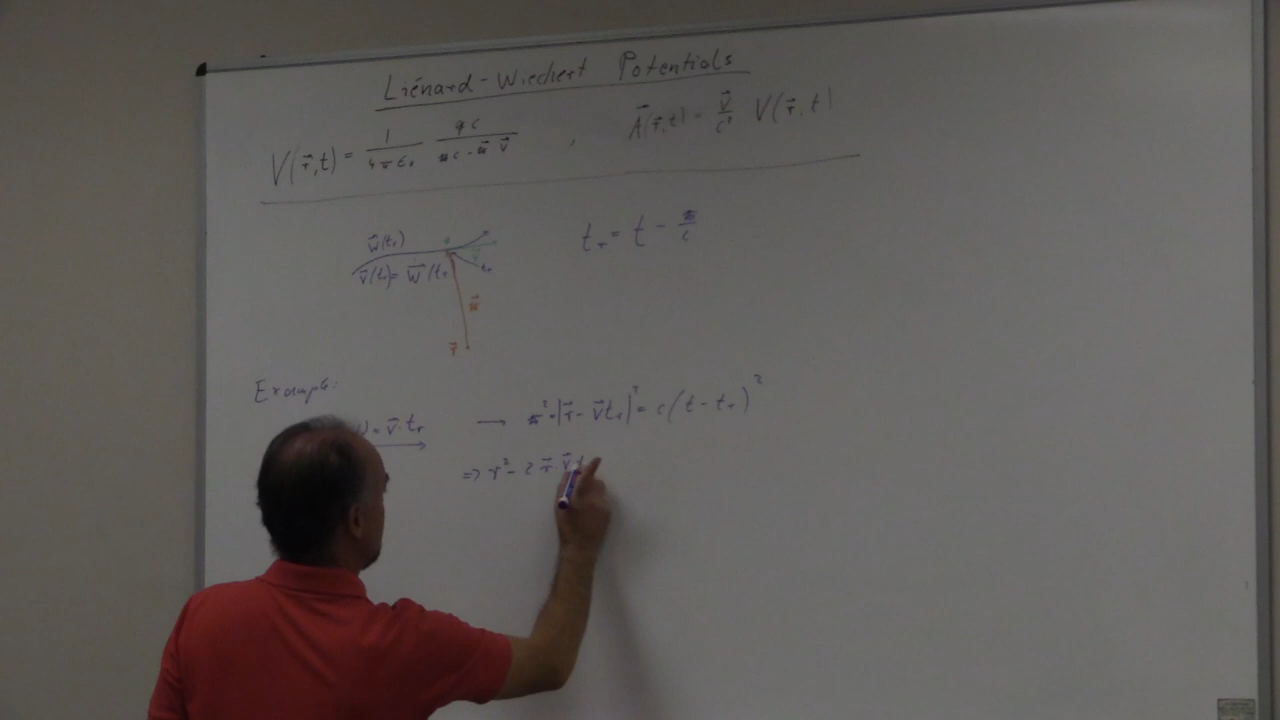 Liénard-Wiechert Potentials
V(r⃗,t) = 1/(4πε₀) qc/(𝓇c - 𝓇⃗ v⃗) , A⃗(r⃗,t) = v⃗/c² V(r⃗,t)
w⃗(tᵣ)
v⃗(tᵣ) = w⃗(tᵣ
tᵣ
𝓇⃗
r⃗
tᵣ = t - 𝓇/c
Example:
= v⃗·tᵣ → 𝓇² = |r⃗ - v⃗tᵣ|² = c(t - tᵣ)²
⇒ r² - 2 r⃗·v⃗t